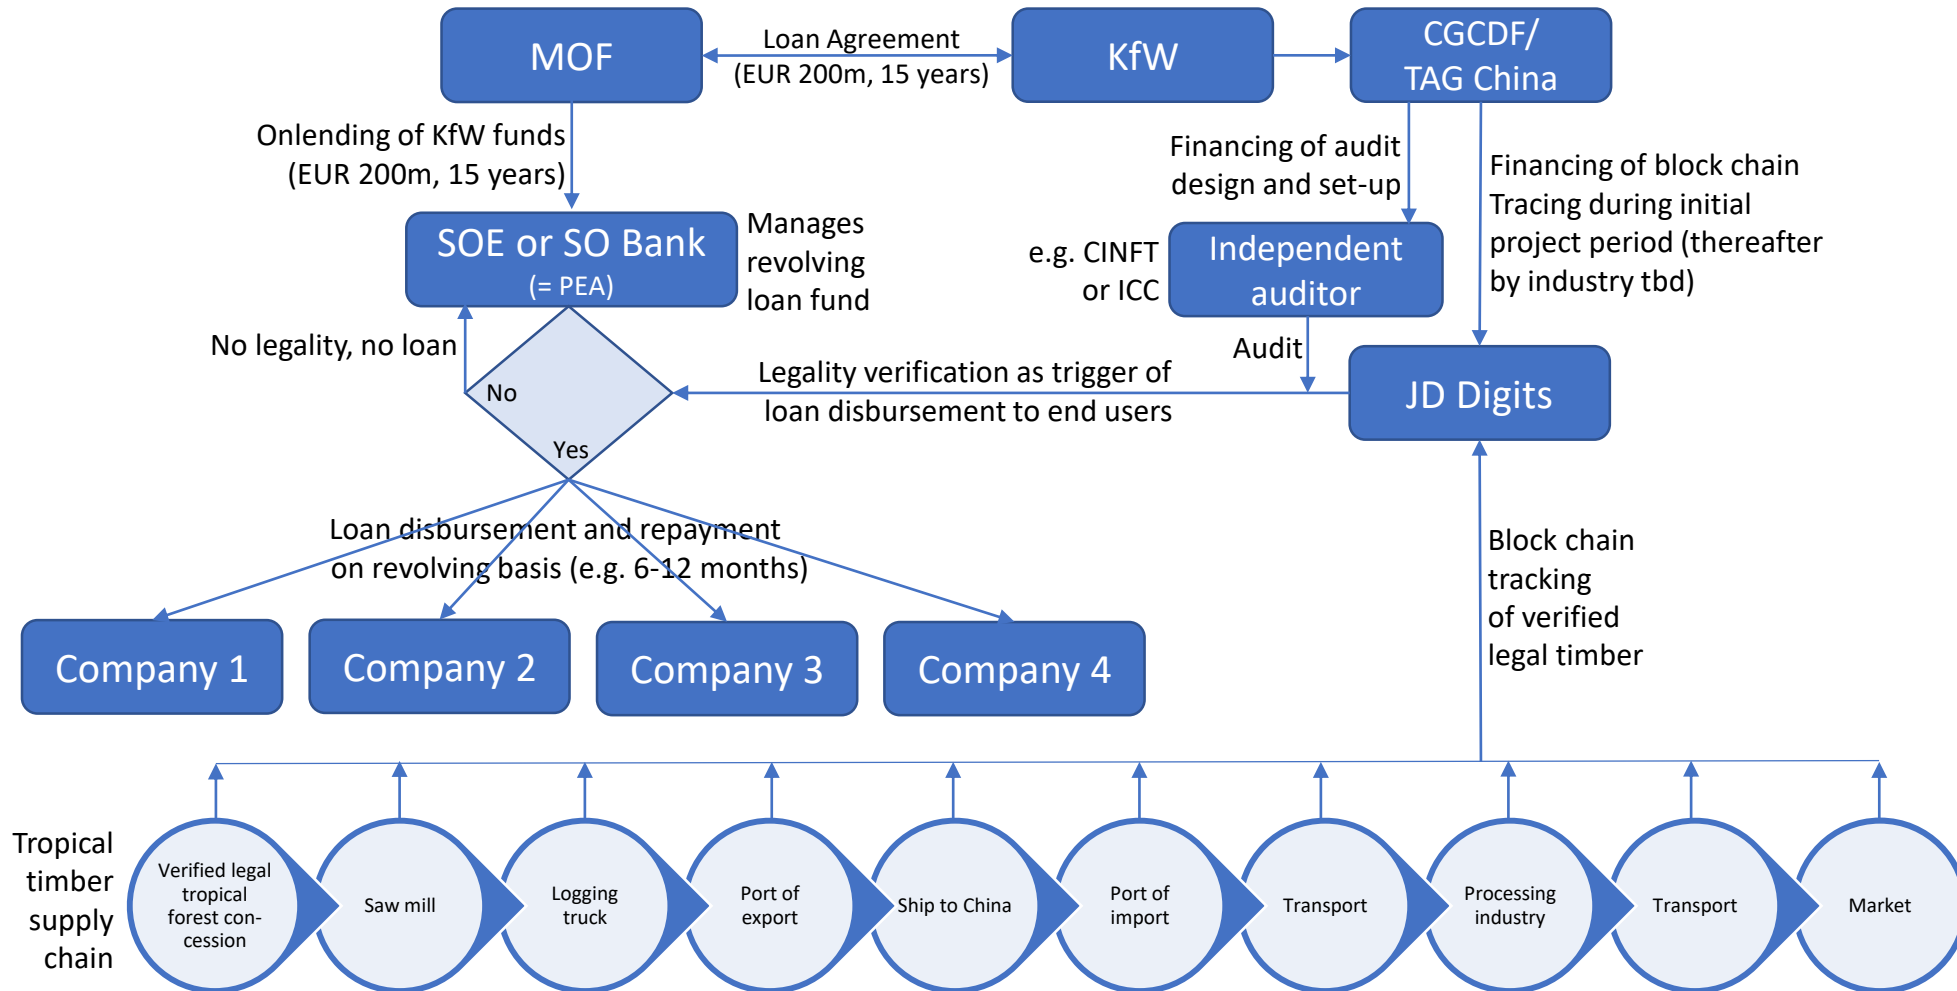 MOF
Loan Agreement
(EUR 200m, 15 years)
KfW
CGCDF/
TAG China
Onlending of KfW funds
(EUR 200m, 15 years)
Financing of audit
design and set-up
Financing of block chain
Tracing during initial
project period (thereafter
by industry tbd)
SOE or SO Bank
(= PEA)
Manages
revolving
loan fund
e.g. CINFT
or ICC
Independent
auditor
No legality, no loan
Audit
No
Yes
Legality verification as trigger of
loan disbursement to end users
JD Digits
Loan disbursement and repayment
on revolving basis (e.g. 6-12 months)
Block chain
tracking
of verified
legal timber
Company 1
Company 2
Company 3
Company 4
Tropical
timber
supply
chain
Verified legal
tropical
forest con-
cession
Saw mill
Logging
truck
Port of
export
Ship to China
Port of
import
Transport
Processing
industry
Transport
Market